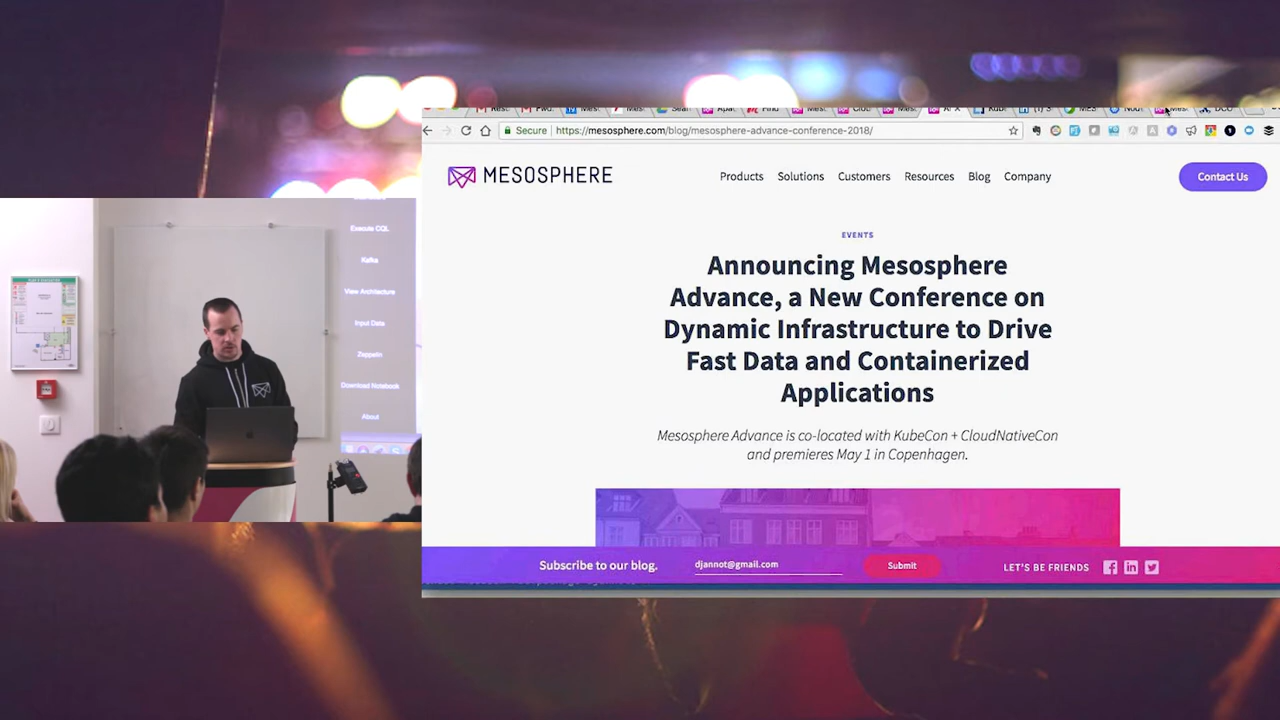 Secure
https://mesosphere.com/blog/mesosphere-advance-conference-2018/
MESOSPHERE
Products
Solutions
Customers
Resources
Blog
Company
Contact Us
EVENTS
Announcing Mesosphere
Advance, a New Conference on
Dynamic Infrastructure to Drive
Fast Data and Containerized
Applications
Mesosphere Advance is co-located with KubeCon + CloudNativeCon
and premieres May 1 in Copenhagen.
Subscribe to our blog.
djannot@gmail.com
Submit
LET'S BE FRIENDS
Execute CQL
Kafka
View Architecture
Input Data
Zeppelin
Download Notebook
About